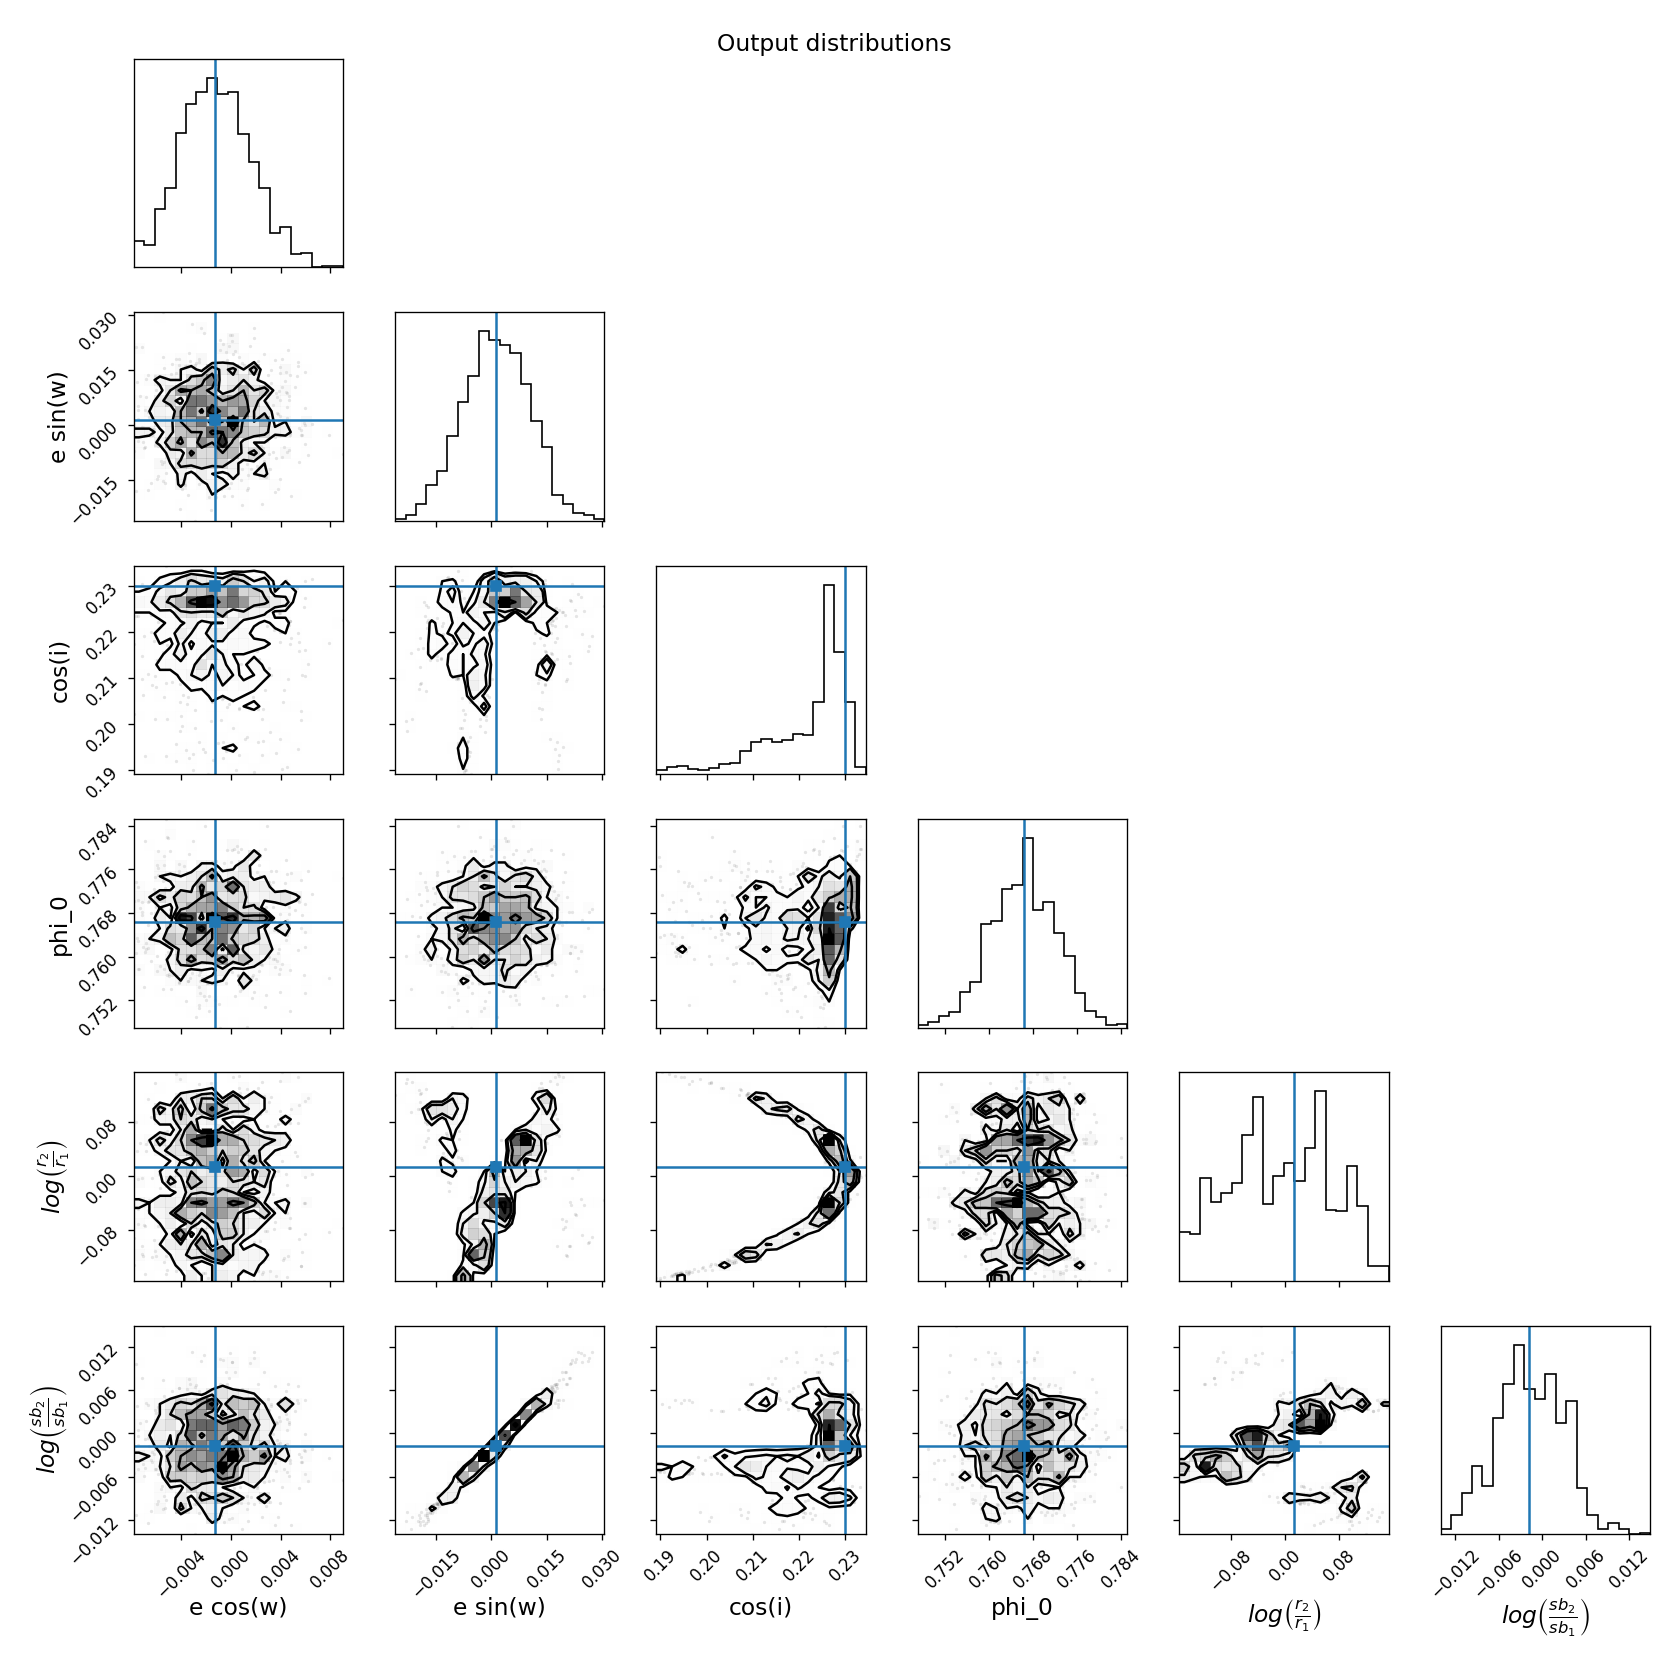 Output distributions
e sin(w)
0.030
0.015
0.000
−0.015
cos(i)
0.23
0.22
0.21
0.20
0.19
phi_0
0.784
0.776
0.768
0.760
0.752
log(r₂/r₁)
0.08
0.00
−0.08
log(sb₂/sb₁)
0.012
0.006
0.000
−0.006
−0.012
−0.004 0.000 0.004 0.008
−0.015 0.000 0.015 0.030
0.19 0.20 0.21 0.22 0.23
0.752 0.760 0.768 0.776 0.784
−0.08 0.00 0.08
−0.012 −0.006 0.000 0.006 0.012
e cos(w)
e sin(w)
cos(i)
phi_0
log(r₂/r₁)
log(sb₂/sb₁)